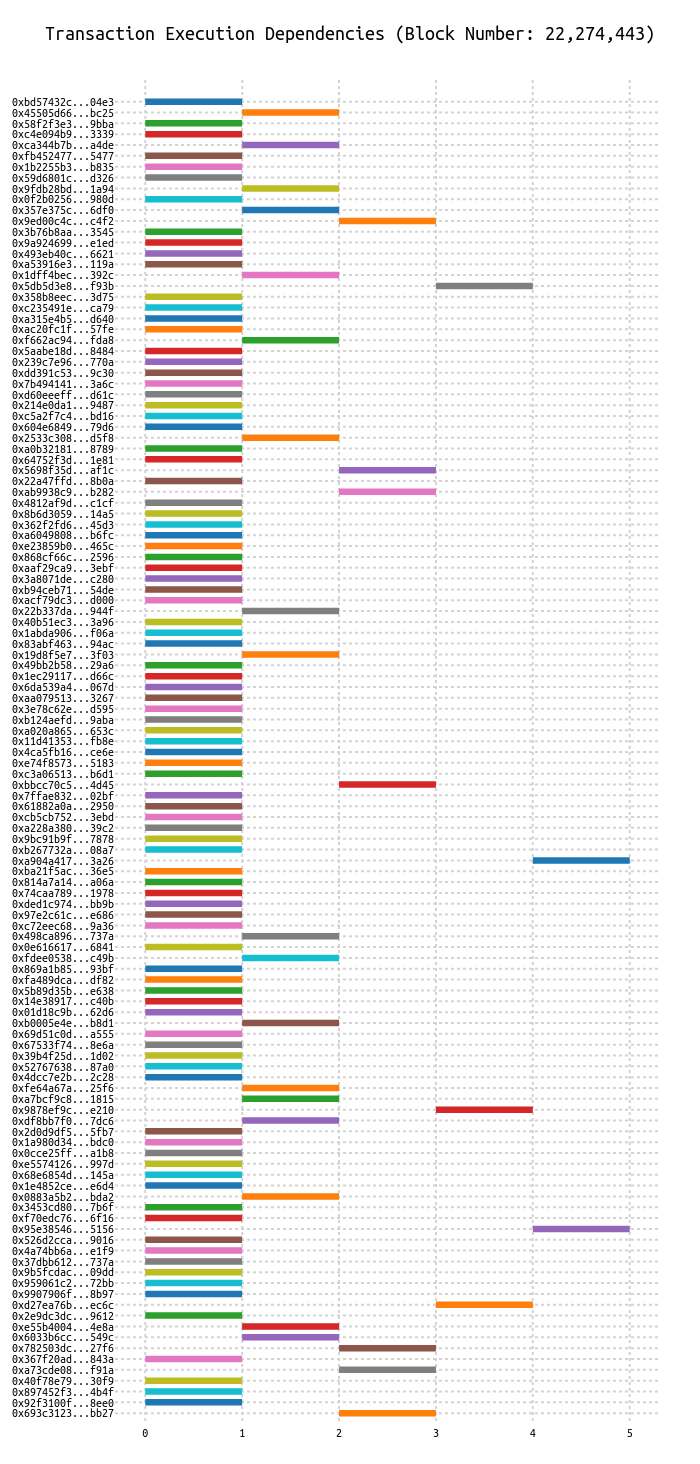 Transaction Execution Dependencies (Block Number: 22,274,443)
0xbd57432c...04e3
0x45505d66...bc25
0x58f2f3e3...9bba
0xc4e094b9...3339
0xca344b7b...a4de
0xfb452477...5477
0x1b2255b3...b835
0x59d6801c...d326
0x9fdb28bd...1a94
0x0f2b0256...980d
0x357e375c...6df0
0x9ed00c4c...c4f2
0x3b76b8aa...3545
0x9a924699...e1ed
0x493eb40c...6621
0xa53916e3...119a
0x1dff4bec...392c
0x5db5d3e8...f93b
0x358b8eec...3d75
0xc235491e...ca79
0xa315e4b5...d640
0xac20fc1f...57fe
0xf662ac94...fda8
0x5aabe18d...8484
0x239c7e96...770a
0xdd391c53...9c30
0x7b494141...3a6c
0xd60eeeff...d61c
0x214e0da1...9487
0xc5a2f7c4...bd16
0x604e6849...79d6
0x2533c308...d5f8
0xa0b32181...8789
0x64752f3d...1e81
0x5698f35d...af1c
0x22a47ffd...8b0a
0xab9938c9...b282
0x4812af9d...c1cf
0x8b6d3059...14a5
0x362f2fd6...45d3
0xa6049808...b6fc
0xe23859b0...465c
0x868cf66c...2596
0xaaf29ca9...3ebf
0x3a8071de...c280
0xb94ceb71...54de
0xacf79dc3...d000
0x22b337da...944f
0x40b51ec3...3a96
0x1abda906...f06a
0x83abf463...94ac
0x19d8f5e7...3f03
0x49bb2b58...29a6
0x1ec29117...d66c
0x6da539a4...067d
0xaa079513...3267
0x3e78c62e...d595
0xb124aefd...9aba
0xa020a865...653c
0x11d41353...fb8e
0x4ca5fb16...ce6e
0xe74f8573...5183
0xc3a06513...b6d1
0xbbcc70c5...4d45
0x7ffae832...02bf
0x61882a0a...2950
0xcb5cb752...3ebd
0xa228a380...39c2
0x9bc91b9f...7878
0xb267732a...08a7
0xa904a417...3a26
0xba21f5ac...36e5
0x814a7a14...a06a
0x74caa789...1978
0xded1c974...bb9b
0x97e2c61c...e686
0xc72eec68...9a36
0x498ca896...737a
0x0e616617...6841
0xfdee0538...c49b
0x869a1b85...93bf
0xfa489dca...df82
0x5b89d35b...e638
0x14e38917...c40b
0x01d18c9b...62d6
0xb0005e4e...b8d1
0x69d51c0d...a555
0x67533f74...8e6a
0x39b4f25d...1d02
0x52767638...87a0
0x4dcc7e2b...2c28
0xfe64a67a...25f6
0xa7bcf9c8...1815
0x9878ef9c...e210
0xdf8bb7f0...7dc6
0x2d0d9df5...5fb7
0x1a980d34...bdc0
0x0cce25ff...a1b8
0xe5574126...997d
0x68e6854d...145a
0x1e4852ce...e6d4
0x0883a5b2...bda2
0x3453cd80...7b6f
0xf70edc76...6f16
0x95e38546...5156
0x526d2cca...9016
0x4a74bb6a...e1f9
0x37dbb612...737a
0x9b5fcdac...09dd
0x959061c2...72bb
0x9907906f...8b97
0xd27ea76b...ec6c
0x2e9dc3dc...9612
0xe55b4004...4e8a
0x6033b6cc...549c
0x782503dc...27f6
0x367f20ad...843a
0xa73cde08...f91a
0x40f78e79...30f9
0x897452f3...4b4f
0x92f3100f...8ee0
0x693c3123...bb27
0 1 2 3 4 5